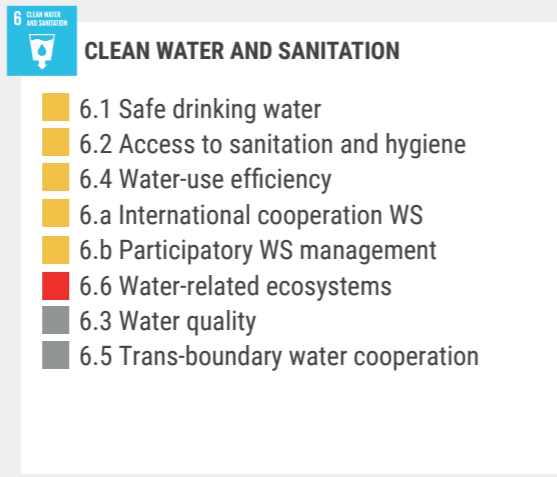 6 CLEAN WATER
AND SANITATION
CLEAN WATER AND SANITATION
6.1 Safe drinking water
6.2 Access to sanitation and hygiene
6.4 Water-use efficiency
6.a International cooperation WS
6.b Participatory WS management
6.6 Water-related ecosystems
6.3 Water quality
6.5 Trans-boundary water cooperation